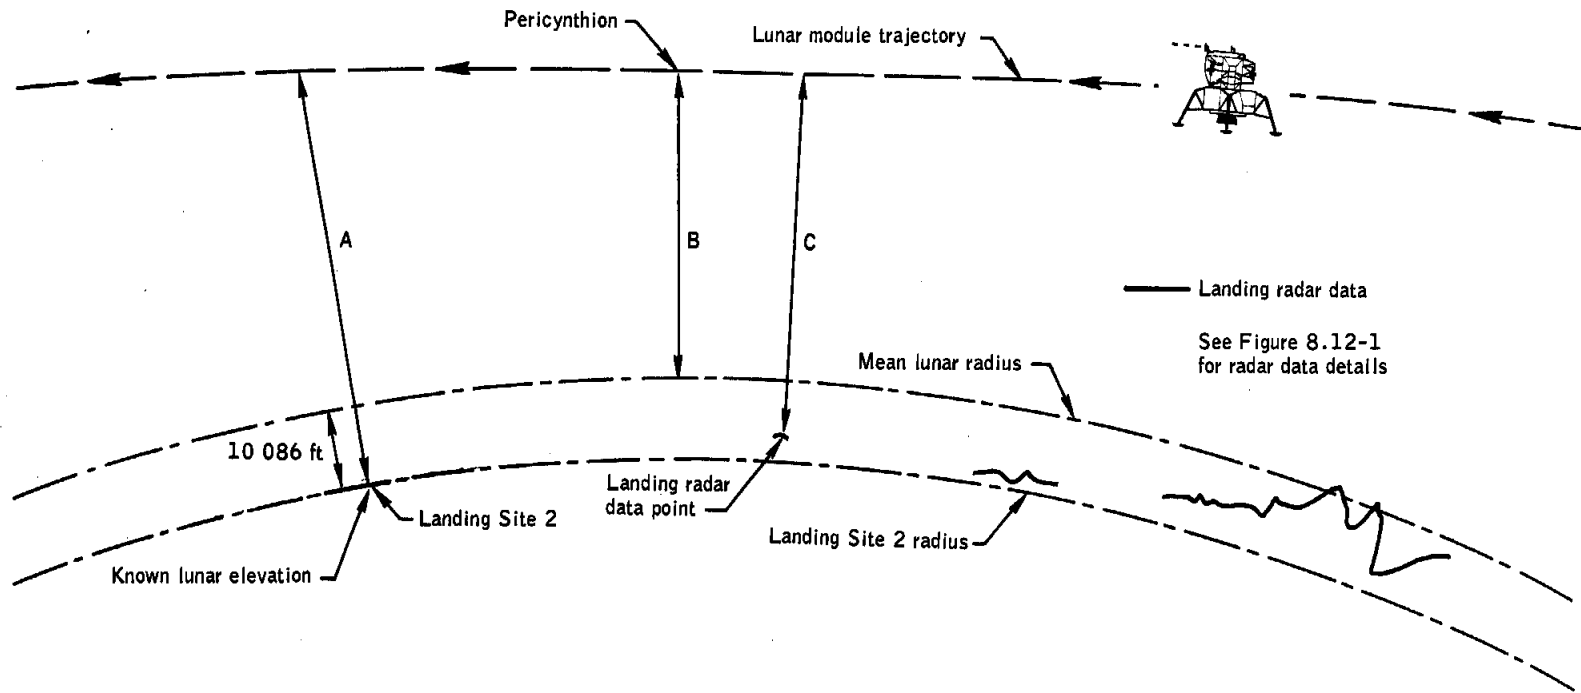 Pericynthion
Lunar module trajectory
A
B
C
Landing radar data
See Figure 8.12-1
for radar data details
Mean lunar radius
10 086 ft
Landing radar
data point
Landing Site 2
Landing Site 2 radius
Known lunar elevation